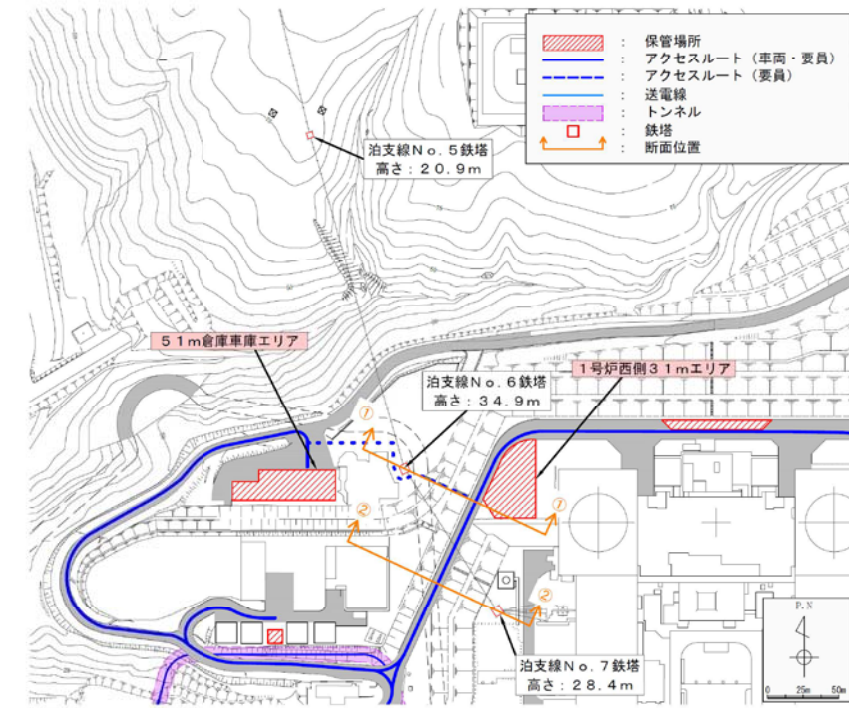 ： 保管場所
： アクセスルート（車両・要員）
： アクセスルート（要員）
： 送電線
： トンネル
： 鉄塔
： 断面位置
泊支線Ｎｏ．５鉄塔
高さ：２０．９ｍ
５１ｍ倉庫車庫エリア
泊支線Ｎｏ．６鉄塔
高さ：３４．９ｍ
１号炉西側３１ｍエリア
①
①
②
②
泊支線Ｎｏ．７鉄塔
高さ：２８．４ｍ
P.N
0 25m 50m